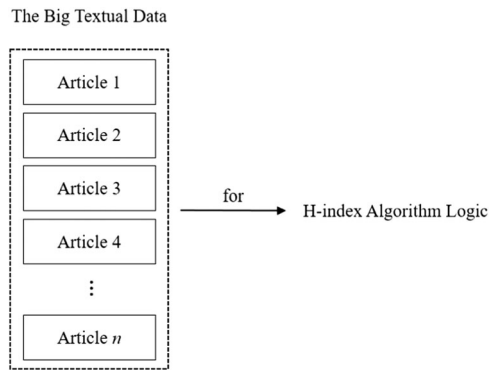 The Big Textual Data
Article 1
Article 2
Article 3
Article 4
⋮
Article n
for
H-index Algorithm Logic